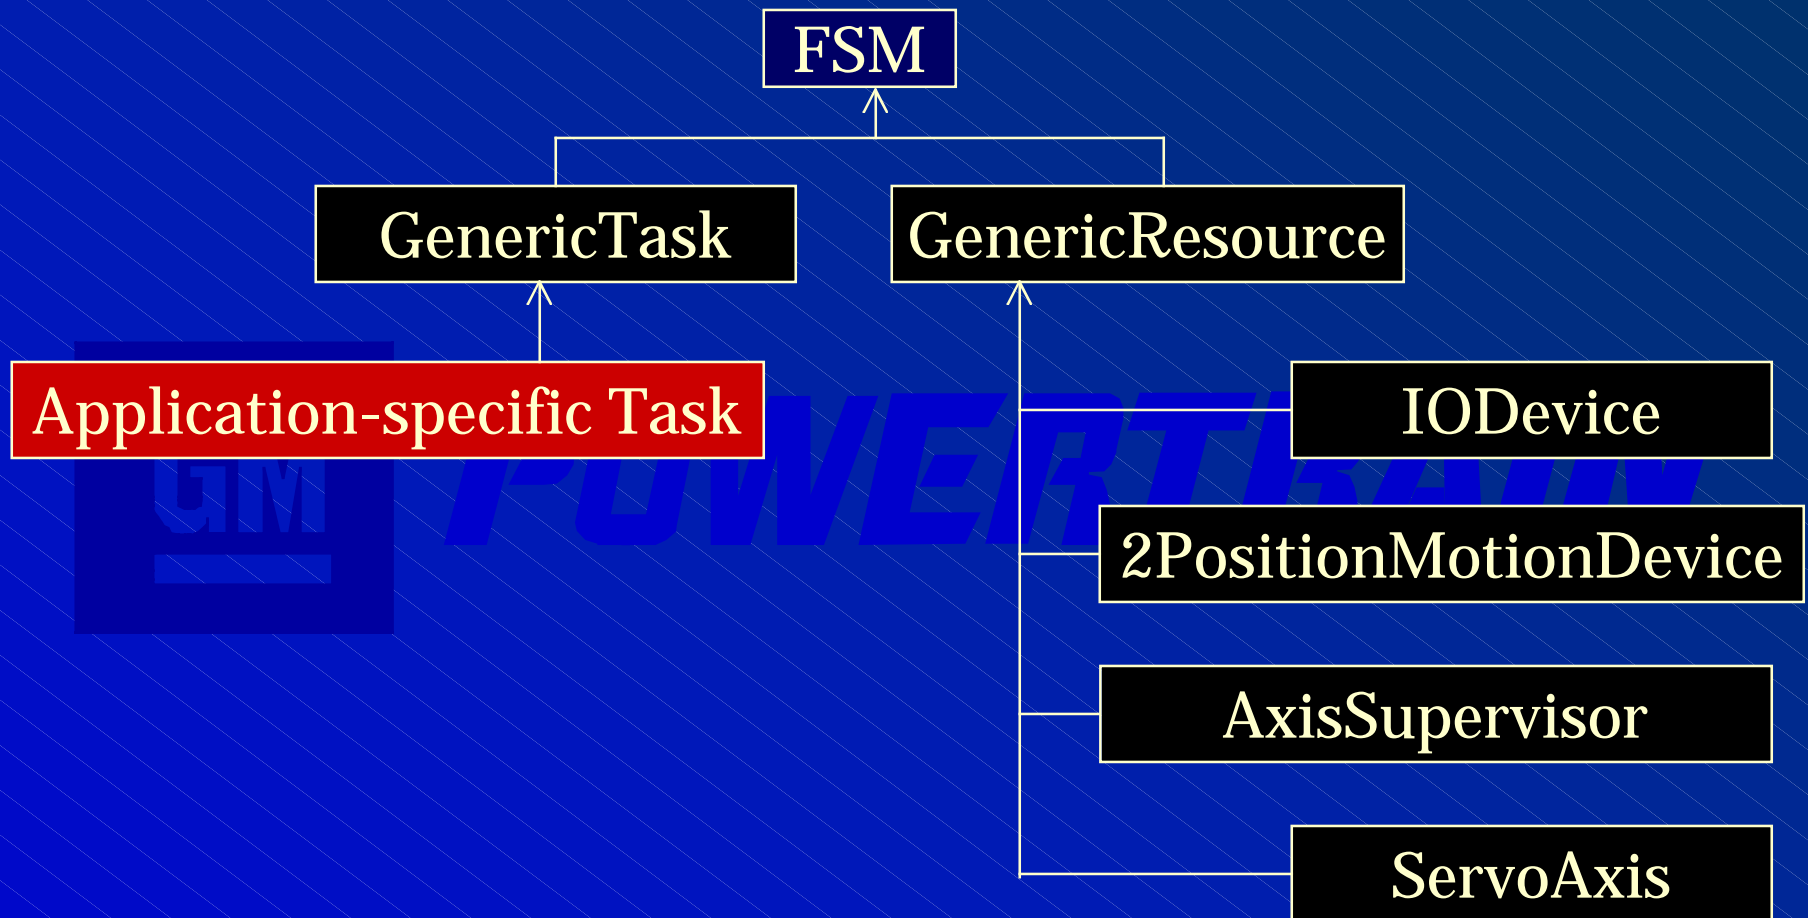 FSM
GenericTask
GenericResource
Application-specific Task
IODevice
GM
POWERTRAIN
2PositionMotionDevice
AxisSupervisor
ServoAxis